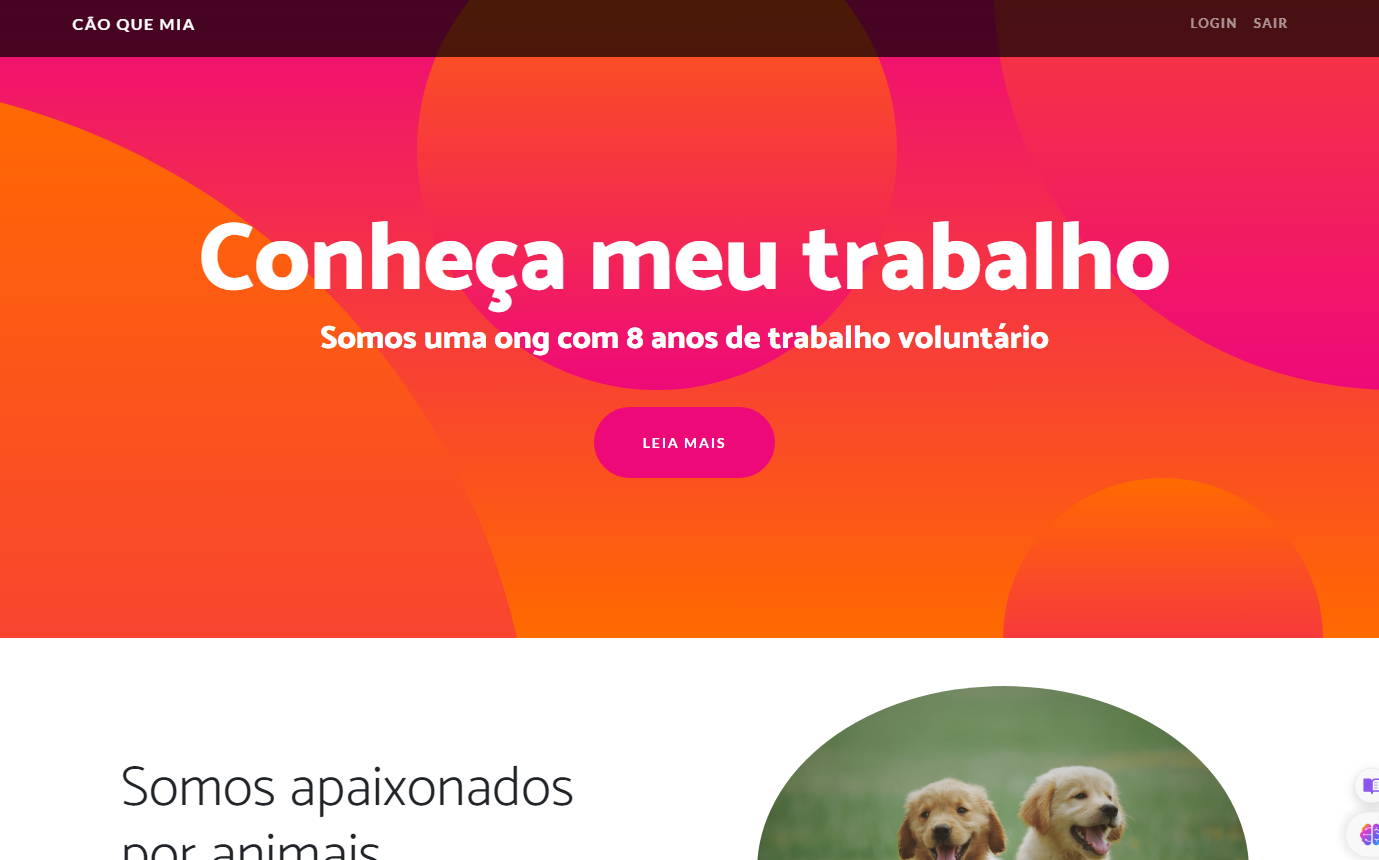 CÃO QUE MIA
LOGIN SAIR
Conheça meu trabalho
Somos uma ong com 8 anos de trabalho voluntário
LEIA MAIS
Somos apaixonados
por animais